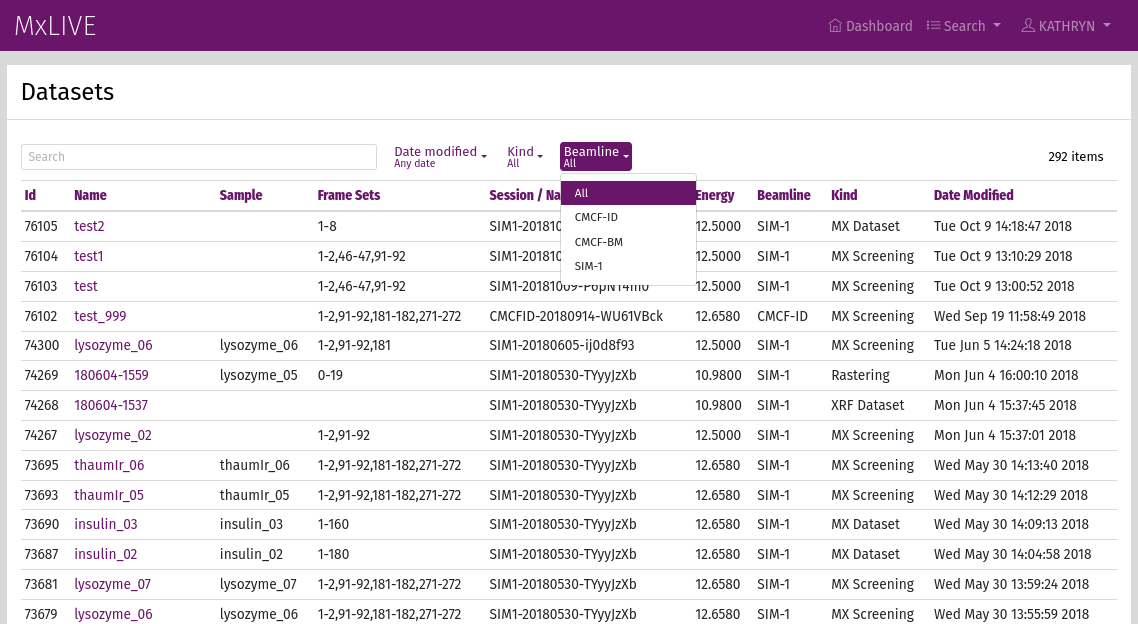 MxLIVE Dashboard Search KATHRYN
Datasets
Search Date modified Any date Kind All Beamline All 292 items
All
CMCF-ID
CMCF-BM
SIM-1
Id Name Sample Frame Sets Session / Na Energy Beamline Kind Date Modified
76105 test2 1-8 SIM1-201810 12.5000 SIM-1 MX Dataset Tue Oct 9 14:18:47 2018
76104 test1 1-2,46-47,91-92 SIM1-201810 12.5000 SIM-1 MX Screening Tue Oct 9 13:10:29 2018
76103 test 1-2,46-47,91-92 SIM1-20181009-P6pNT4m0 12.5000 SIM-1 MX Screening Tue Oct 9 13:00:52 2018
76102 test_999 1-2,91-92,181-182,271-272 CMCFID-20180914-WU61VBck 12.6580 CMCF-ID MX Screening Wed Sep 19 11:58:49 2018
74300 lysozyme_06 lysozyme_06 1-2,91-92,181 SIM1-20180605-ij0d8f93 12.5000 SIM-1 MX Screening Tue Jun 5 14:24:18 2018
74269 180604-1559 lysozyme_05 0-19 SIM1-20180530-TYyyJzXb 10.9800 SIM-1 Rastering Mon Jun 4 16:00:10 2018
74268 180604-1537 SIM1-20180530-TYyyJzXb 10.9800 SIM-1 XRF Dataset Mon Jun 4 15:37:45 2018
74267 lysozyme_02 1-2,91-92 SIM1-20180530-TYyyJzXb 12.5000 SIM-1 MX Screening Mon Jun 4 15:37:01 2018
73695 thaumIr_06 thaumIr_06 1-2,91-92,181-182,271-272 SIM1-20180530-TYyyJzXb 12.6580 SIM-1 MX Screening Wed May 30 14:13:40 2018
73693 thaumIr_05 thaumIr_05 1-2,91-92,181-182,271-272 SIM1-20180530-TYyyJzXb 12.6580 SIM-1 MX Screening Wed May 30 14:12:29 2018
73690 insulin_03 insulin_03 1-160 SIM1-20180530-TYyyJzXb 12.6580 SIM-1 MX Dataset Wed May 30 14:09:13 2018
73687 insulin_02 insulin_02 1-180 SIM1-20180530-TYyyJzXb 12.6580 SIM-1 MX Dataset Wed May 30 14:04:58 2018
73681 lysozyme_07 lysozyme_07 1-2,91-92,181-182,271-272 SIM1-20180530-TYyyJzXb 12.6580 SIM-1 MX Screening Wed May 30 13:59:24 2018
73679 lysozyme_06 lysozyme_06 1-2,91-92,181-182,271-272 SIM1-20180530-TYyyJzXb 12.6580 SIM-1 MX Screening Wed May 30 13:55:59 2018